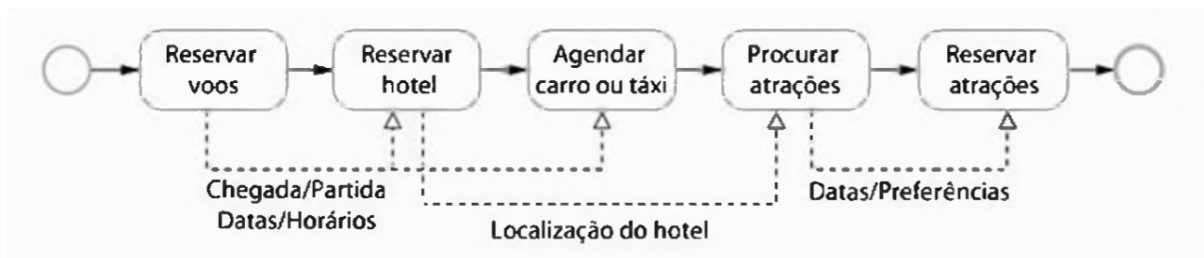 Reservar
voos
Reservar
hotel
Agendar
carro ou táxi
Procurar
atrações
Reservar
atrações
Chegada/Partida
Datas/Horários
Localização do hotel
Datas/Preferências